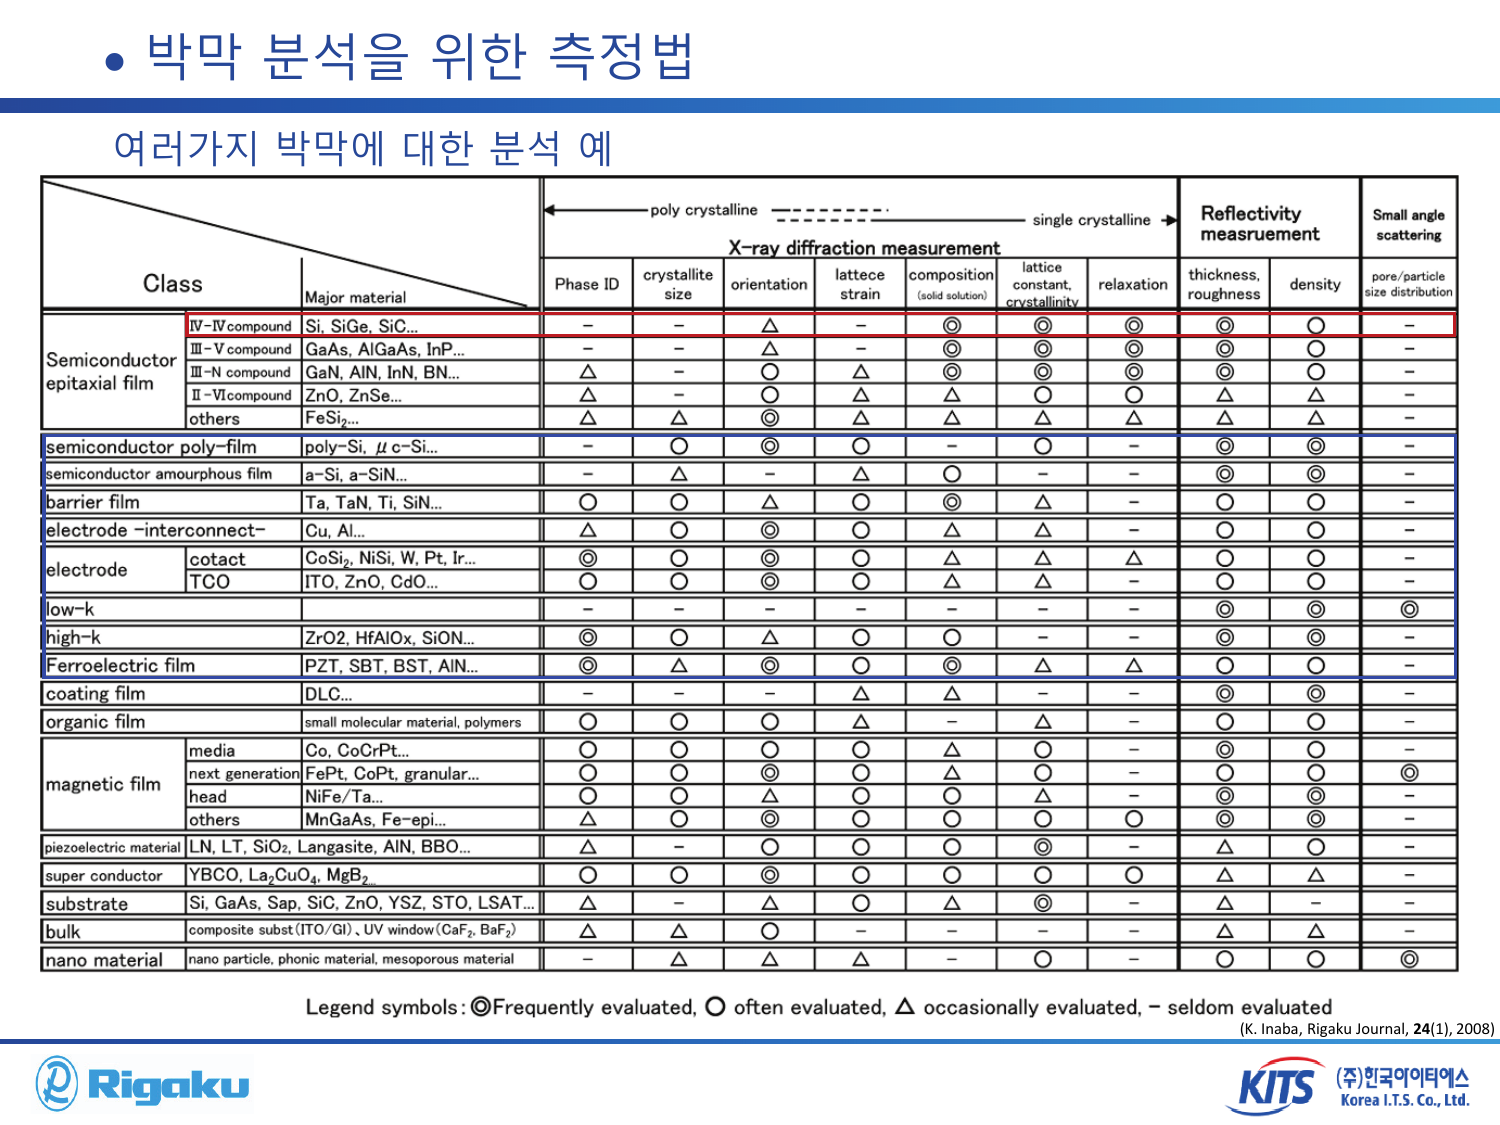 • 박막 분석을 위한 측정법
여러가지 박막에 대한 분석 예
Class
Major material
poly crystalline
single crystalline
X-ray diffraction measurement
Reflectivity
measruement
Small angle
scattering
Phase ID
crystallite
size
orientation
lattece
strain
composition
(solid solution)
lattice
constant,
crystallinity
relaxation
thickness,
roughness
density
pore/particle
size distribution
Semiconductor
epitaxial film
Ⅳ-Ⅳ compound Si, SiGe, SiC... − − △ − ◎ ◎ ◎ ◎ ○ −
Ⅲ-Ⅴ compound GaAs, AlGaAs, InP... − − △ − ◎ ◎ ◎ ◎ ○ −
Ⅲ-N compound GaN, AlN, InN, BN... △ − ○ △ ◎ ◎ ◎ ◎ ○ −
Ⅱ-Ⅵ compound ZnO, ZnSe... △ − ○ △ △ ○ ○ △ △ −
others FeSi₂... △ △ ◎ △ △ △ △ △ △ −
semiconductor poly-film poly-Si, μc-Si... − ○ ◎ ○ − ○ − ◎ ◎ −
semiconductor amourphous film a-Si, a-SiN... − △ − △ ○ − − ◎ ◎ −
barrier film Ta, TaN, Ti, SiN... ○ ○ △ ○ ◎ △ − ○ ○ −
electrode -interconnect- Cu, Al... △ ○ ◎ ○ △ △ − ○ ○ −
electrode
cotact CoSi₂, NiSi, W, Pt, Ir... ◎ ○ ◎ ○ △ △ △ ○ ○ −
TCO ITO, ZnO, CdO... ○ ○ ◎ ○ △ △ − ○ ○ −
low-k − − − − − − − ◎ ◎ ◎
high-k ZrO2, HfAlOx, SiON... ◎ ○ △ ○ ○ − − ◎ ◎ −
Ferroelectric film PZT, SBT, BST, AlN... ◎ △ ◎ ○ ◎ △ △ ○ ○ −
coating film DLC... − − − △ △ − − ◎ ◎ −
organic film small molecular material, polymers ○ ○ ○ △ − △ − ○ ○ −
magnetic film
media Co, CoCrPt... ○ ○ ○ ○ △ ○ − ◎ ○ −
next generation FePt, CoPt, granular... ○ ○ ◎ ○ △ ○ − ○ ○ ◎
head NiFe/Ta... ○ ○ △ ○ ○ △ − ◎ ◎ −
others MnGaAs, Fe-epi... △ ○ ◎ ○ ○ ○ ○ ◎ ◎ −
piezoelectric material LN, LT, SiO₂, Langasite, AlN, BBO... △ − ○ ○ ○ ◎ − △ ○ −
super conductor YBCO, La₂CuO₄, MgB₂... ○ ○ ◎ ○ ○ ○ ○ △ △ −
substrate Si, GaAs, Sap, SiC, ZnO, YSZ, STO, LSAT... △ − △ ○ △ ◎ − △ − −
bulk composite subst(ITO/Gl)、UV window(CaF₂, BaF₂) △ △ ○ − − − − △ △ −
nano material nano particle, phonic material, mesoporous material − △ △ △ − ○ − ○ ○ ◎
Legend symbols: ◎Frequently evaluated, ○ often evaluated, △ occasionally evaluated, − seldom evaluated
(K. Inaba, Rigaku Journal, 24(1), 2008)
Rigaku
KITS
(주)한국아이티에스
Korea I.T.S. Co., Ltd.